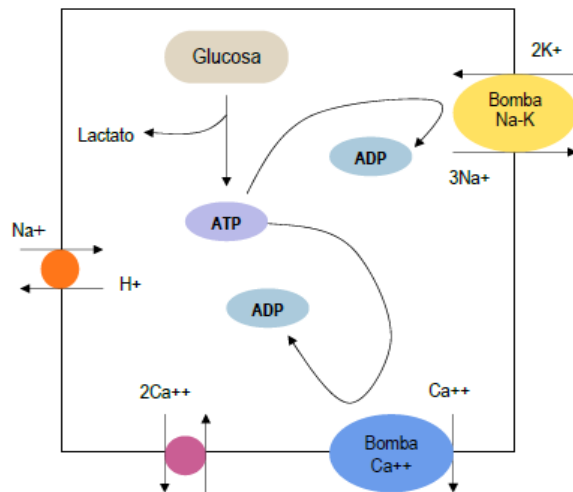 2K+
Glucosa
Bomba
Na-K
Lactato
ADP
3Na+
ATP
Na+
H+
ADP
2Ca++
Ca++
Bomba
Ca++